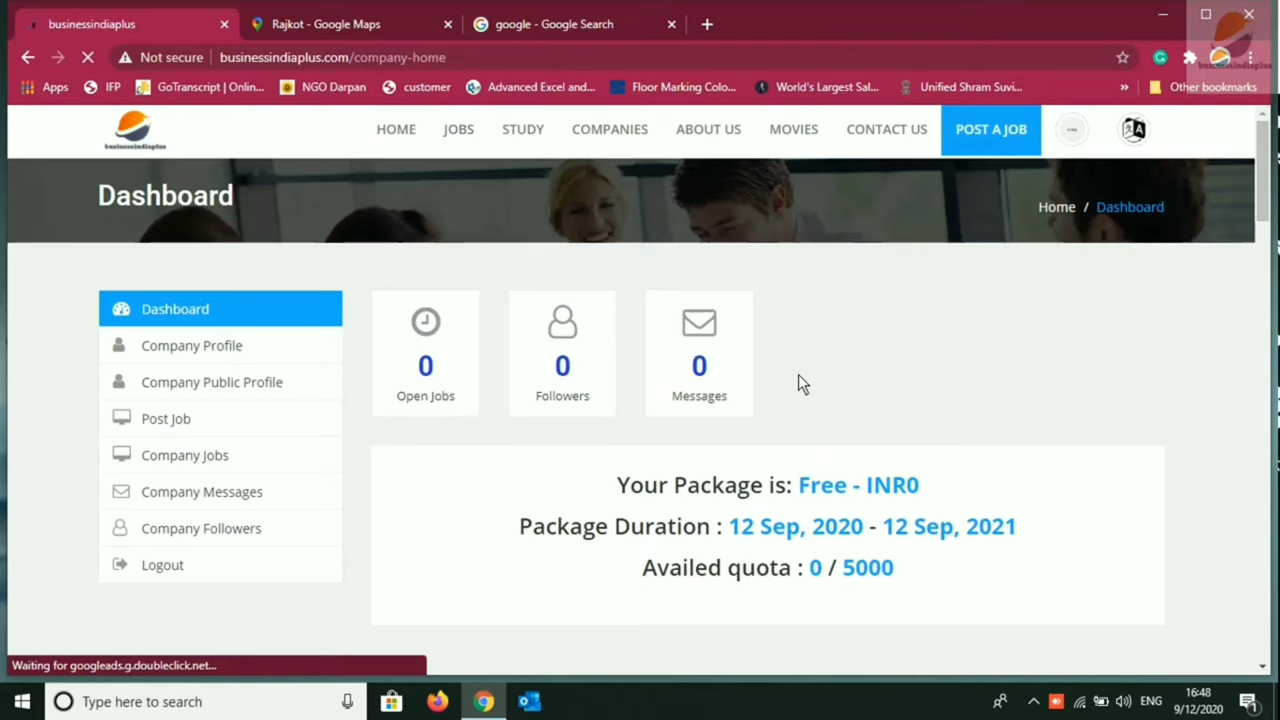 businessindiaplus
Rajkot - Google Maps
google - Google Search
Not secure
businessindiaplus.com/company-home
Apps
IFP
GoTranscript | Onlin...
NGO Darpan
customer
Advanced Excel and...
Floor Marking Colo...
World's Largest Sal...
Unified Shram Suvi...
»
Other bookmarks
businessindiaplus
HOME
JOBS
STUDY
COMPANIES
ABOUT US
MOVIES
CONTACT US
POST A JOB
Dashboard
Home / Dashboard
Dashboard
Company Profile
Company Public Profile
Post Job
Company Jobs
Company Messages
Company Followers
Logout
0
Open Jobs
0
Followers
0
Messages
Your Package is: Free - INR0
Package Duration : 12 Sep, 2020 - 12 Sep, 2021
Availed quota : 0 / 5000
Waiting for googleads.g.doubleclick.net...
Type here to search
ENG
16:48
9/12/2020
1